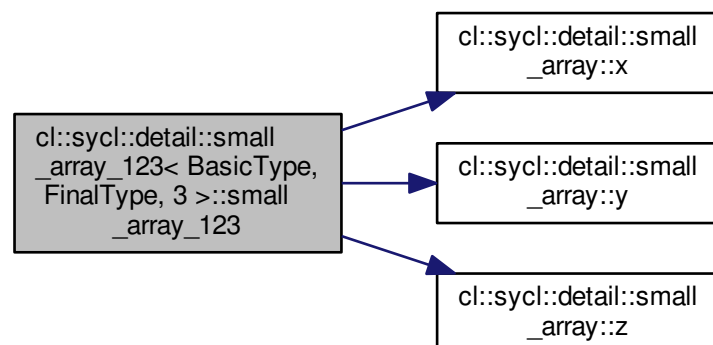 cl::sycl::detail::small
_array_123< BasicType,
FinalType, 3 >::small
_array_123
cl::sycl::detail::small
_array::x
cl::sycl::detail::small
_array::y
cl::sycl::detail::small
_array::z